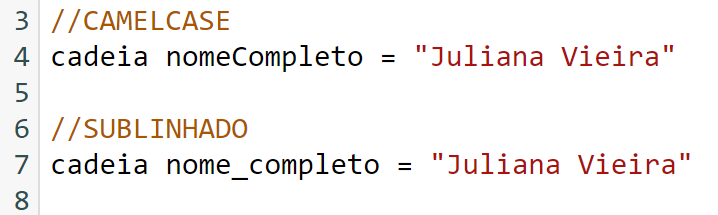 3 //CAMELCASE
4 cadeia nomeCompleto = "Juliana Vieira"
5
6 //SUBLINHADO
7 cadeia nome_completo = "Juliana Vieira"
8